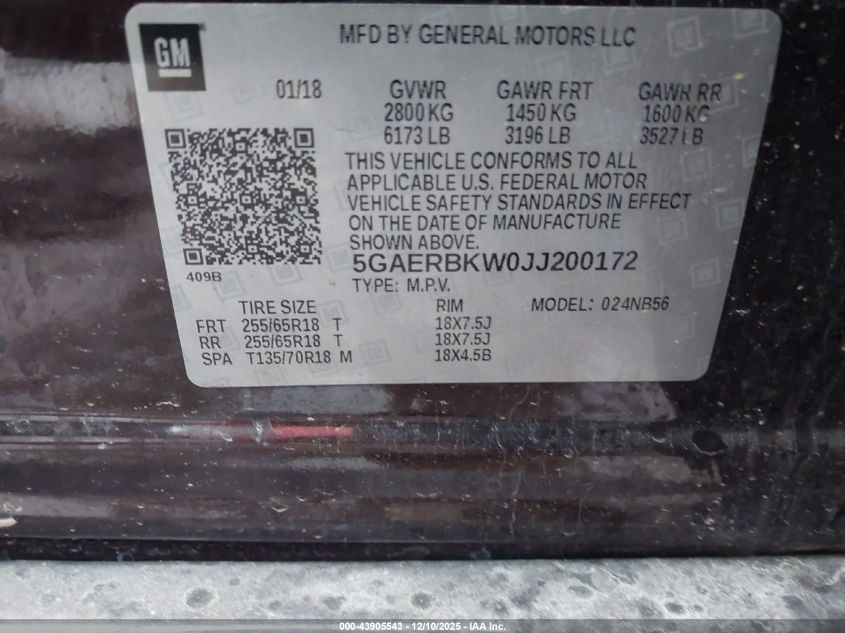 GM
MFD BY GENERAL MOTORS LLC
01/18 GVWR GAWR FRT GAWR RR
2800 KG 1450 KG 1600 KG
6173 LB 3196 LB 3527 LB
THIS VEHICLE CONFORMS TO ALL
APPLICABLE U.S. FEDERAL MOTOR
VEHICLE SAFETY STANDARDS IN EFFECT
ON THE DATE OF MANUFACTURE
SHOWN ABOVE.
409B
5GAERBKW0JJ200172
TYPE: M.P.V.
TIRE SIZE RIM MODEL: 024NB56
FRT 255/65R18 T 18X7.5J
RR 255/65R18 T 18X7.5J
SPA T135/70R18 M 18X4.5B
000-43905543 - 12/10/2025 - IAAI Corp.